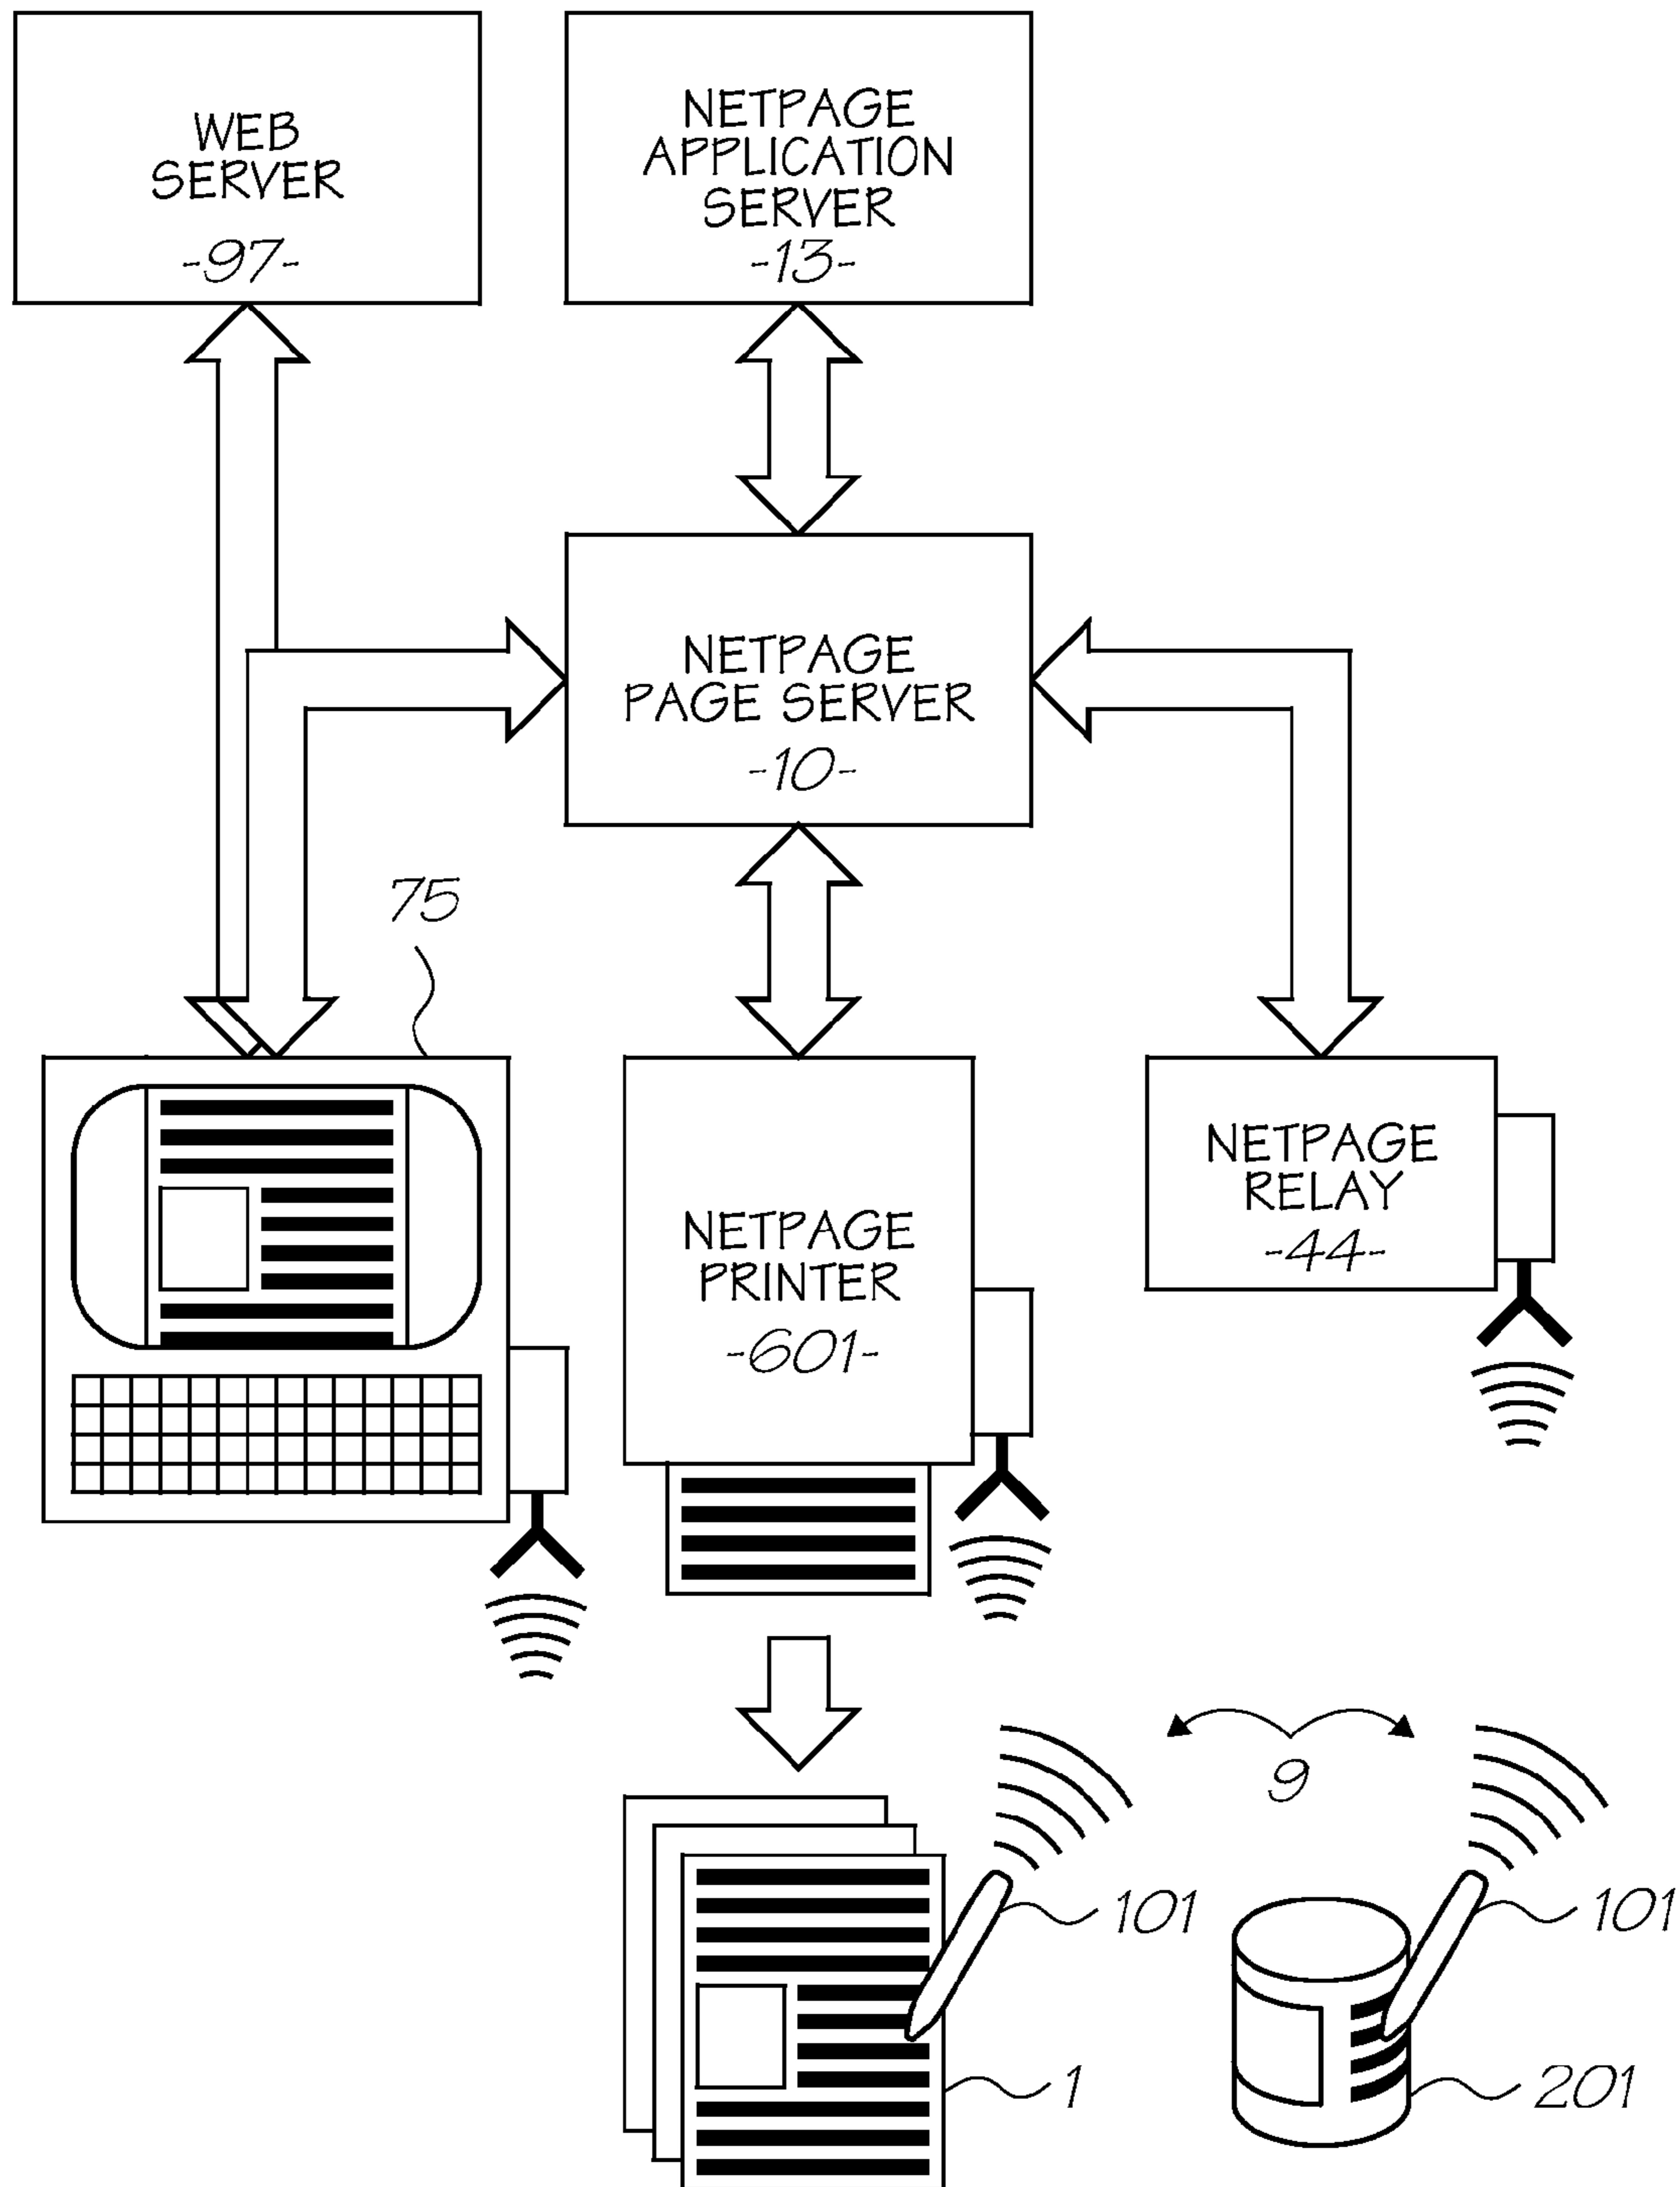 WEB
SERVER
-97-
NETPAGE
APPLICATION
SERVER
-13-
NETPAGE
PAGE SERVER
-10-
75
NETPAGE
RELAY
-44-
NETPAGE
PRINTER
-601-
9
101
101
1
201